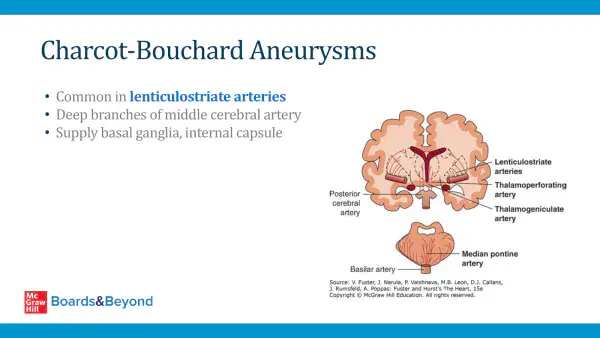 Charcot-Bouchard Aneurysms
• Common in lenticulostriate arteries
• Deep branches of middle cerebral artery
• Supply basal ganglia, internal capsule
Lenticulostriate
arteries
Thalamoperforating
artery
Thalamogeniculate
artery
Posterior
cerebral
artery
Median pontine
artery
Basilar artery
Source: V. Fuster, J. Narula, P. Vaishnava, M.B. Leon, D.J. Callans,
J. Rumsfeld, A. Poppas: Fuster and Hurst's The Heart, 15e
Copyright © McGraw Hill Education. All rights reserved.
Mc
Graw
Hill
Boards&Beyond